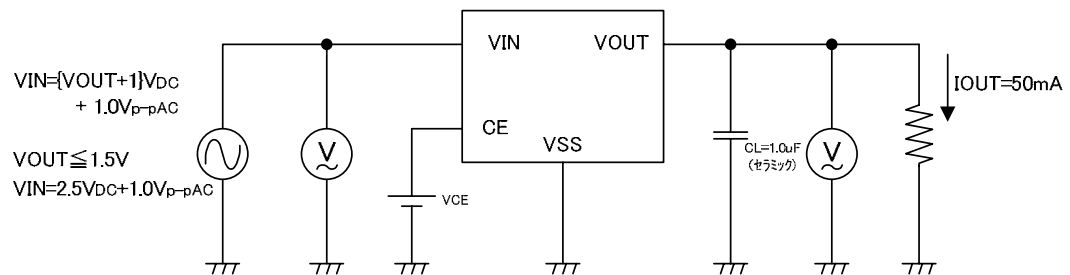 VIN={VOUT+1}VDC
+ 1.0Vp-pAC
VOUT≦1.5V
VIN=2.5VDC+1.0Vp-pAC
V
VIN
VOUT
CE
VSS
VCE
CL=1.0uF
(セラミック)
V
IOUT=50mA